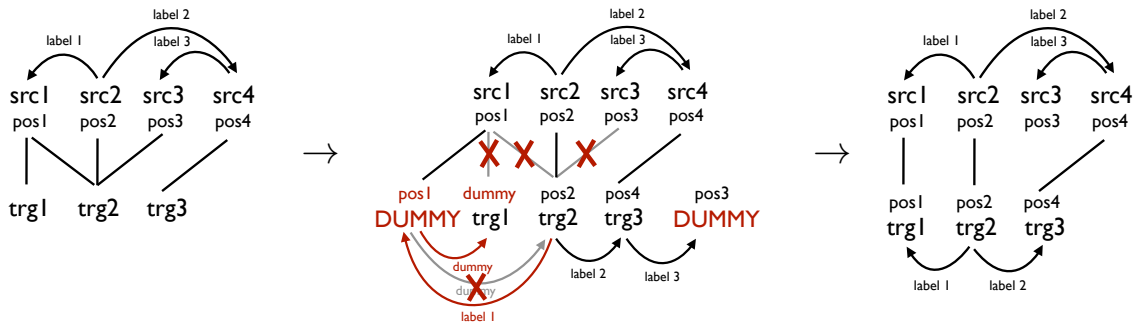 label 2
label 1 label 3
src1 src2 src3 src4
pos1 pos2 pos3 pos4
trg1 trg2 trg3
→
label 2
label 1 label 3
src1 src2 src3 src4
pos1 pos2 pos3 pos4
pos1 dummy pos2 pos4 pos3
DUMMY trg1 trg2 trg3 DUMMY
dummy
label 2 label 3
dummy
label 1
→
label 2
label 1 label 3
src1 src2 src3 src4
pos1 pos2 pos3 pos4
pos1 pos2 pos4
trg1 trg2 trg3
label 1 label 2